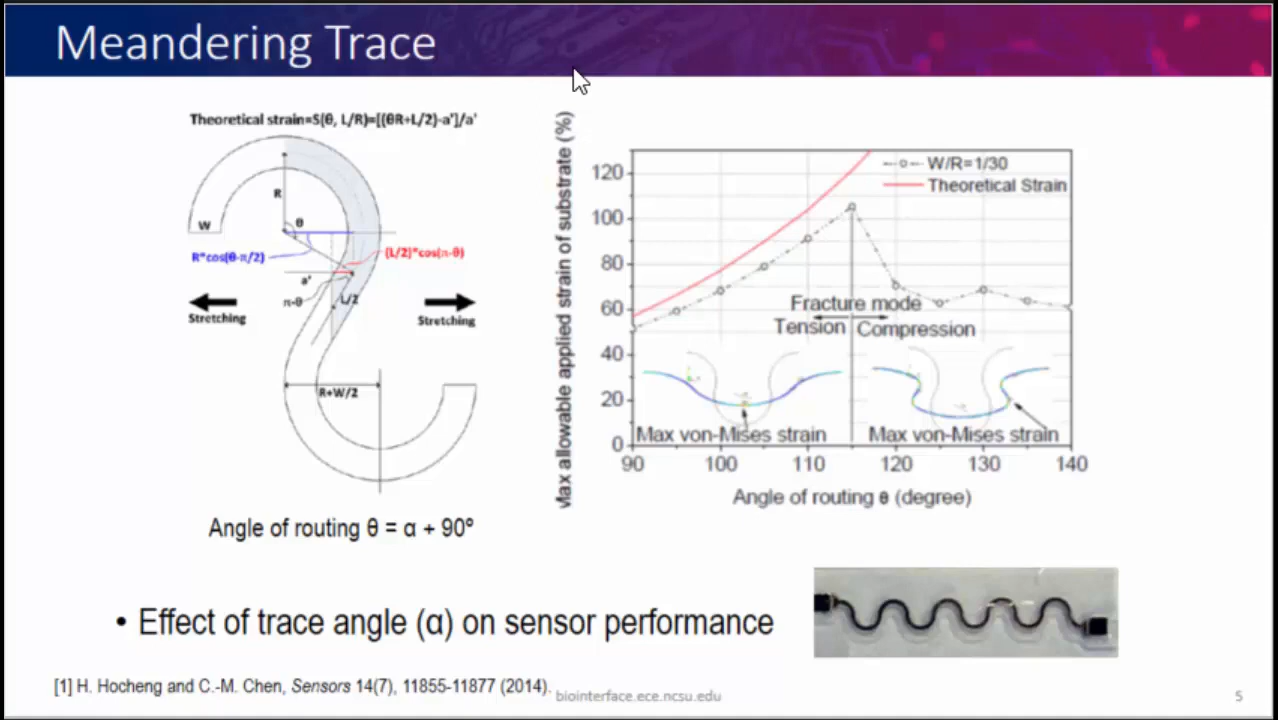 Meandering Trace
Theoretical strain=S(θ, L/R)=[(θR+L/2)-a']/a'
R
W
θ
R*cos(θ-π/2)
(L/2)*cos(π-θ)
a'
π-θ
L/2
Stretching
Stretching
R+W/2
Angle of routing θ = α + 90º
Max allowable applied strain of substrate (%)
W/R=1/30
Theoretical Strain
120
100
80
60
40
20
0
Fracture mode
Tension
Compression
Max von-Mises strain
Max von-Mises strain
90 100 110 120 130 140
Angle of routing θ (degree)
• Effect of trace angle (α) on sensor performance
[1] H. Hocheng and C.-M. Chen, Sensors 14(7), 11855-11877 (2014).
biointerface.ece.ncsu.edu
5